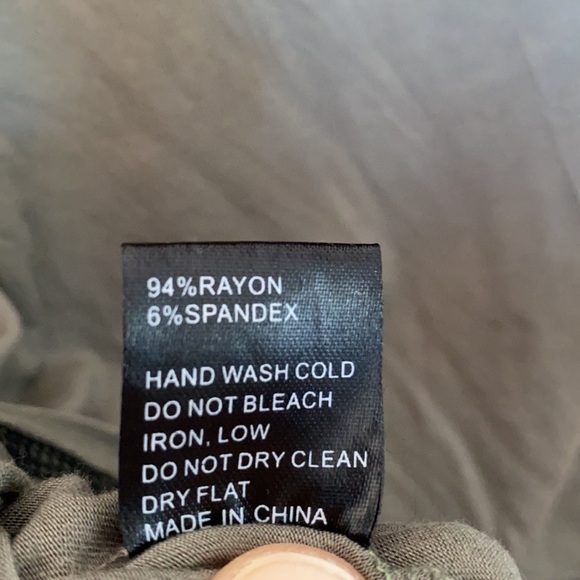 94%RAYON
6%SPANDEX
HAND WASH COLD
DO NOT BLEACH
IRON, LOW
DO NOT DRY CLEAN
DRY FLAT
MADE IN CHINA